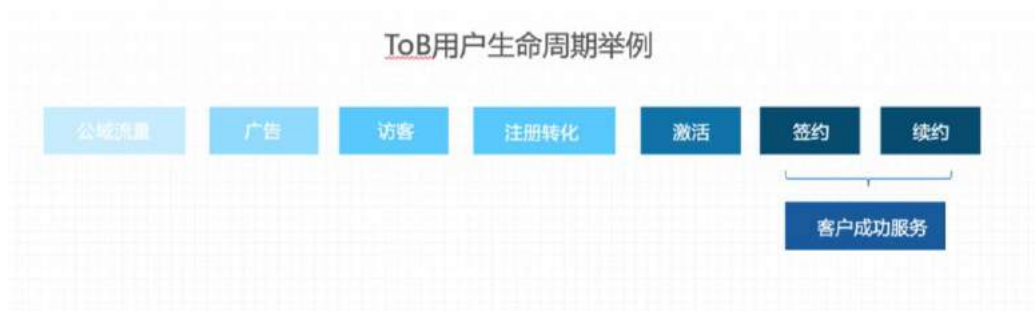 ToB用户生命周期举例
公域流量
广告
访客
注册转化
激活
签约
续约
客户成功服务